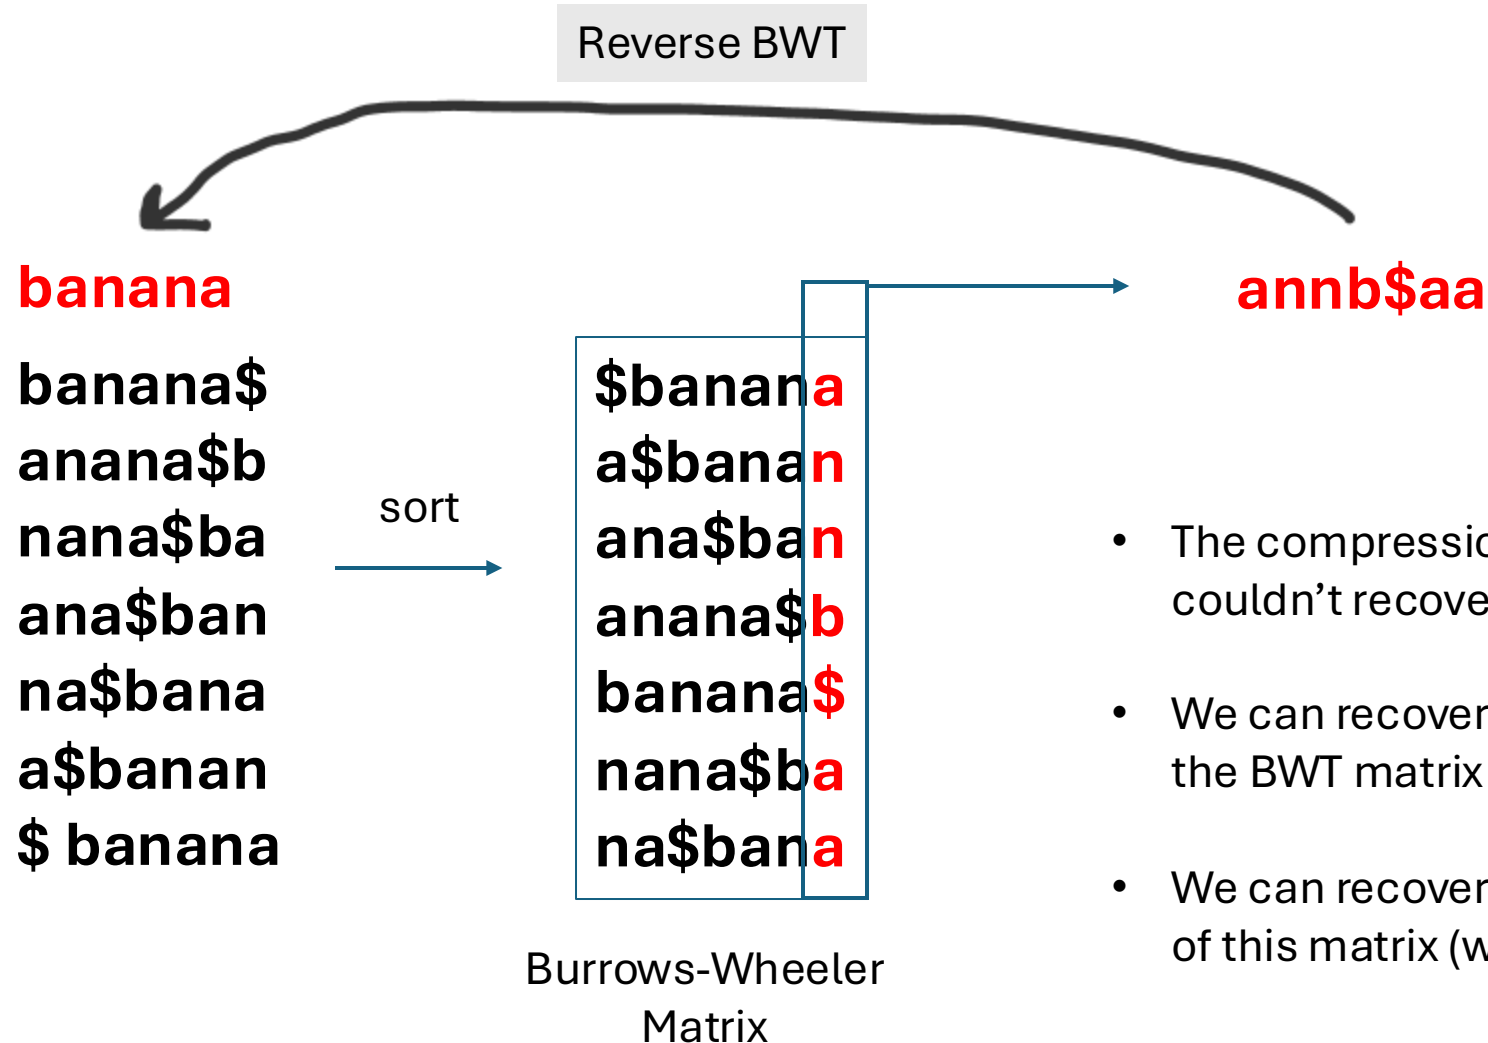 Reverse BWT
banana
annb$aa
banana$
anana$b
nana$ba
ana$ban
na$bana
a$banan
$ banana
sort
$banana
a$banan
ana$ban
anana$b
banana$
nana$ba
na$bana
Burrows-Wheeler
Matrix
• The
couldn't
• We can recover
the BWT matrix
• We can recover
of this matrix